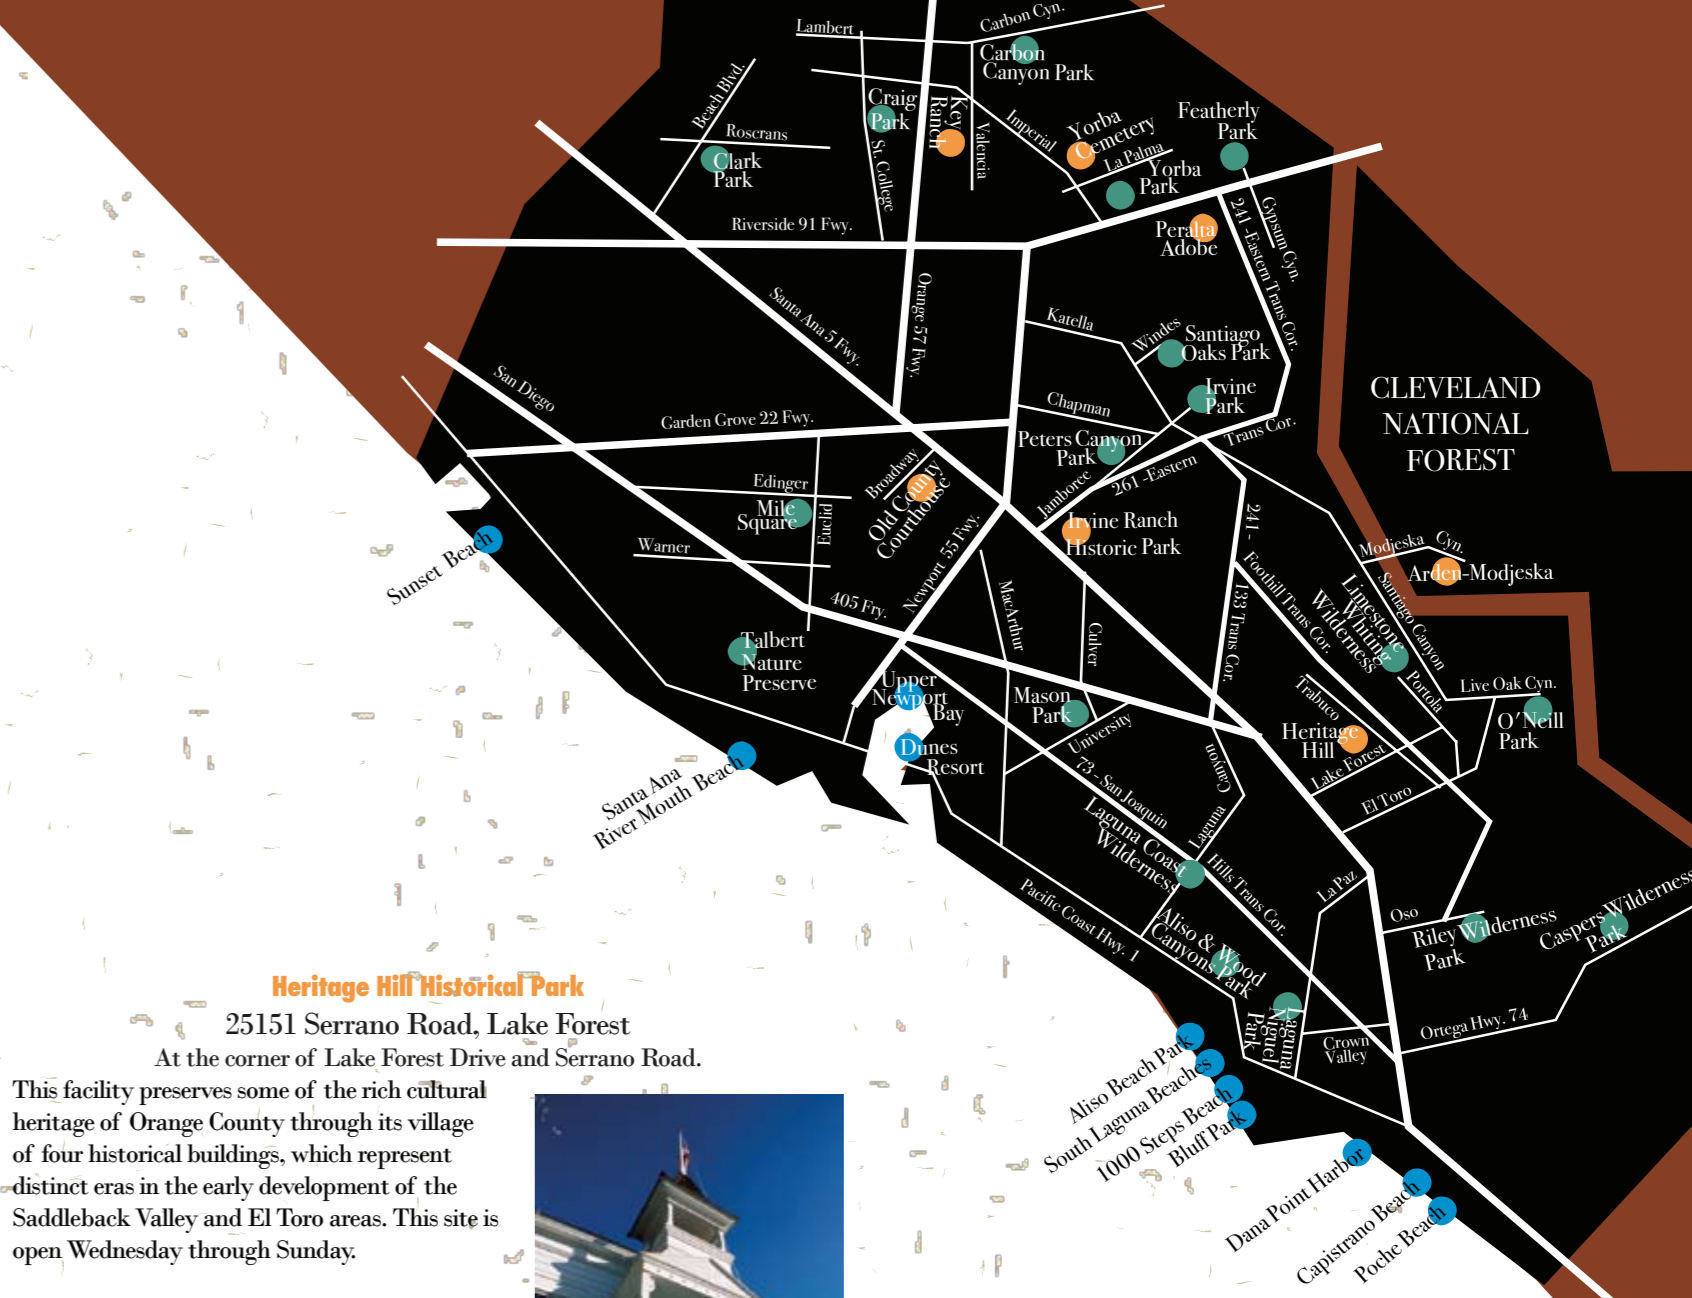 Lambert
Carbon Cyn.
Carbon
Canyon Park
Beach Blvd.
Craig
Park
Key
Ranch
Valencia
Imperial
Yorba
Cemetery
Featherly
Park
Roscrans
Clark
Park
St. College
La Palma
Yorba
Park
Riverside 91 Fwy.
Peralta
Adobe
241 -Eastern Trans Cor.
Gypsum Cyn.
Santa Ana 5 Fwy.
Orange 57 Fwy.
Katella
Windes
Santiago
Oaks Park
San Diego
Irvine
Park
CLEVELAND
NATIONAL
FOREST
Garden Grove 22 Fwy.
Chapman
Peters Canyon
Park
Trans Cor.
261 -Eastern
Jamboree
Edinger
Mile
Square
Euclid
Broadway
Old County
Courthouse
Irvine Ranch
Historic Park
Warner
Newport 55 Fwy.
405 Fry.
MacArthur
Culver
133 Trans Cor.
241 -
Foothill Trans Cor.
Modjeska Cyn.
Arden-Modjeska
Santiago Canyon
Limestone
Whiting
Wilderness
Sunset Beach
Talbert
Nature
Preserve
Upper
Newport
Bay
Dunes
Resort
Mason
Park
University
Trabuco
Portola
Live Oak Cyn.
O'Neill
Park
Heritage
Hill
Lake Forest
El Toro
Santa Ana
River Mouth Beach
73 - San Joaquin
Hills Trans Cor.
Laguna Canyon
Laguna Coast
Wilderness
Pacific Coast Hwy. 1
Aliso & Wood
Canyons Park
La Paz
Oso
Riley Wilderness
Park
Caspers Wilderness
Park
Laguna
Niguel
Park
Crown
Valley
Ortega Hwy. 74
Aliso Beach Park
South Laguna Beaches
1000 Steps Beach
Bluff Park
Dana Point Harbor
Capistrano Beach
Poche Beach
Heritage Hill Historical Park
25151 Serrano Road, Lake Forest
At the corner of Lake Forest Drive and Serrano Road.
This facility preserves some of the rich cultural
heritage of Orange County through its village
of four historical buildings, which represent
distinct eras in the early development of the
Saddleback Valley and El Toro areas. This site is
open Wednesday through Sunday.